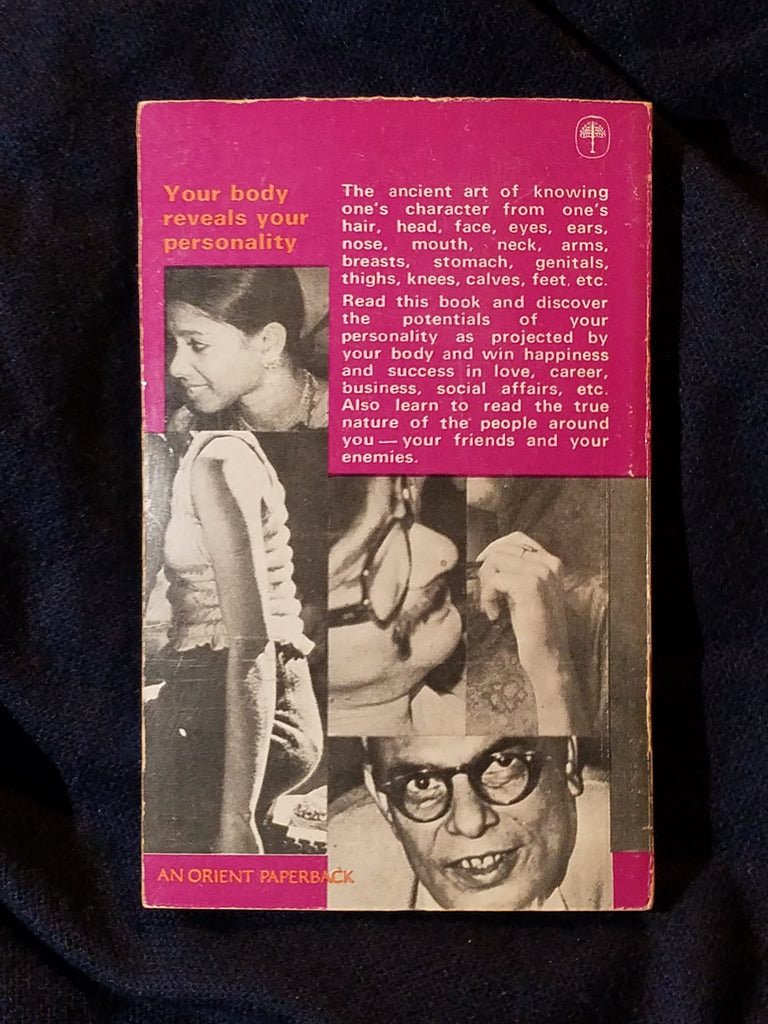 Your body
reveals your
personality
The ancient art of knowing
one's character from one's
hair, head, face, eyes, ears,
nose, mouth, neck, arms,
breasts, stomach, genitals,
thighs, knees, calves, feet, etc.
Read this book and discover
the potentials of your
personality as projected by
your body and win happiness
and success in love, career,
business, social affairs, etc.
Also learn to read the true
nature of the people around
you—your friends and your
enemies.
AN ORIENT PAPERBACK